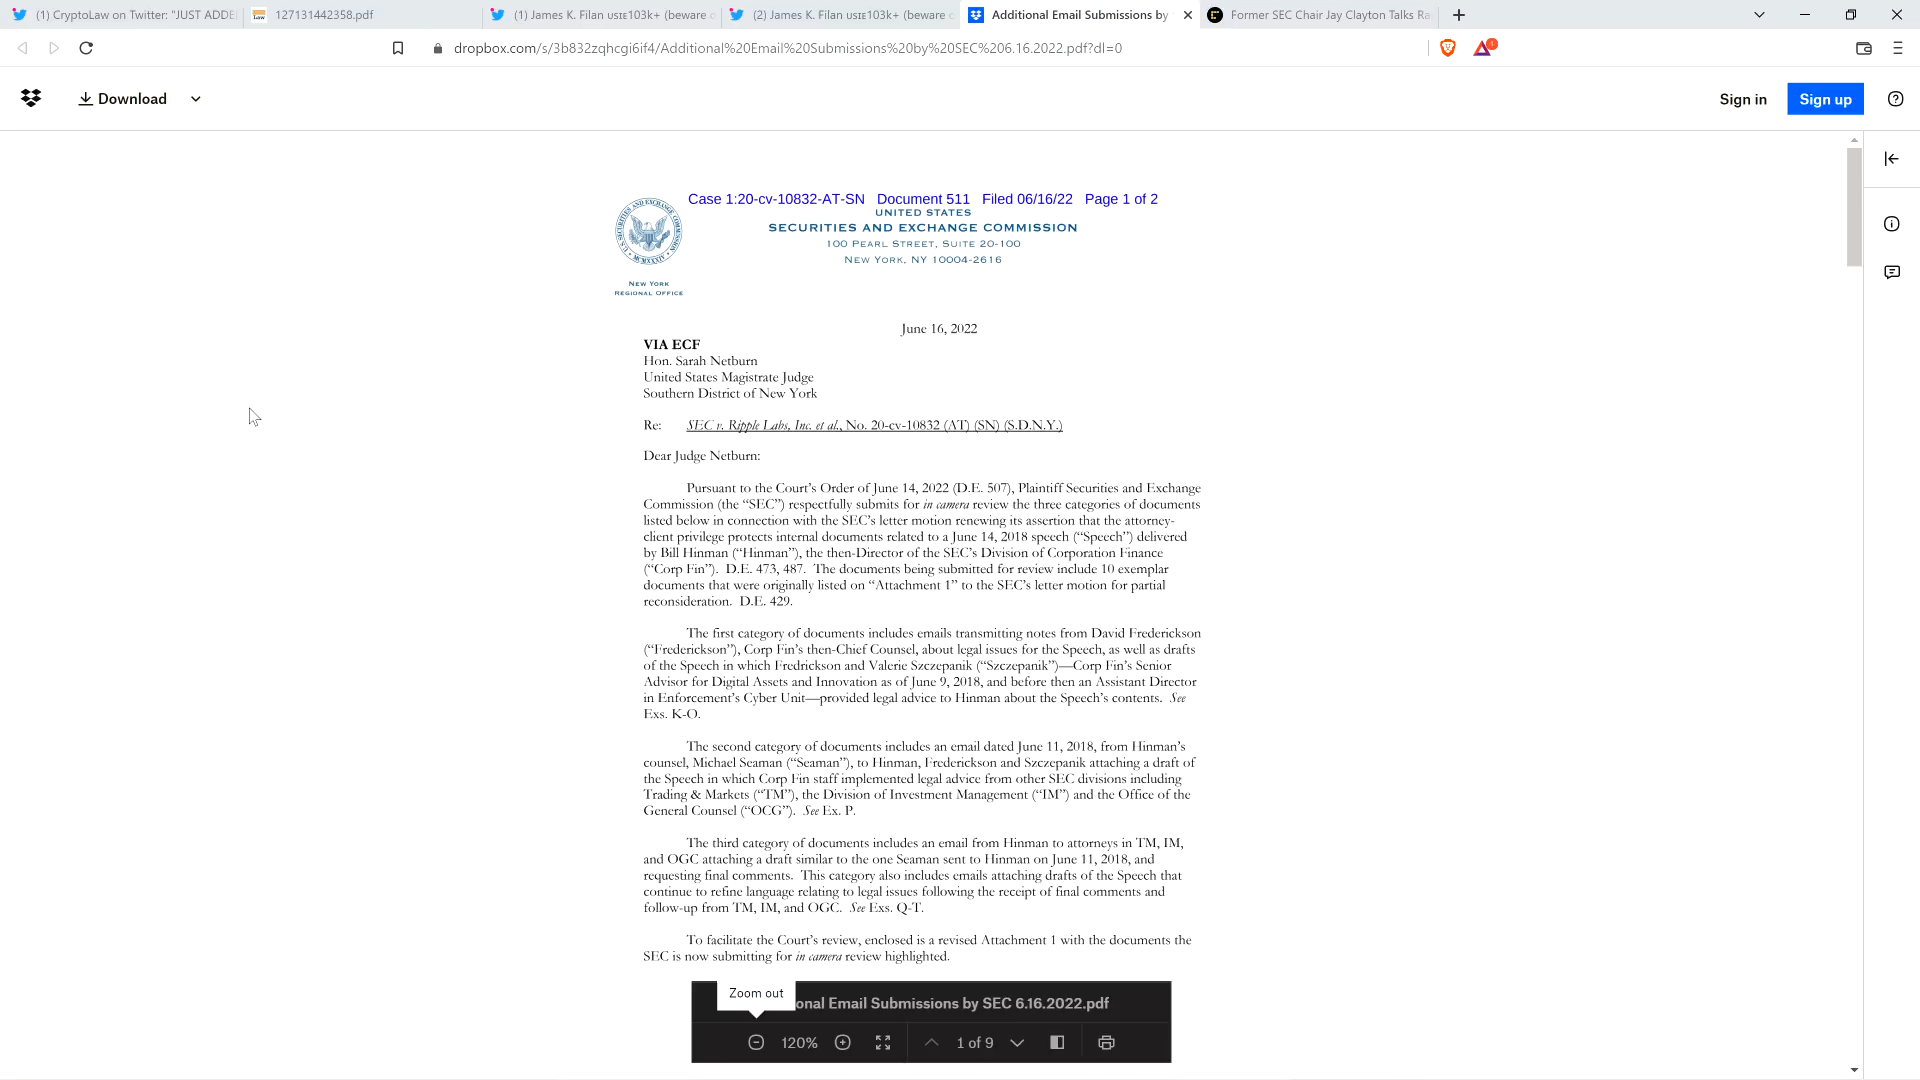 (1) CryptoLaw on Twitter: "JUST ADDE
127131442358.pdf
(1) James K. Filan 🇺🇸🇮🇪103k+ (beware o
(2) James K. Filan 🇺🇸🇮🇪103k+ (beware
Additional Email Submissions by
Former SEC Chair Jay Clayton Talks Ra
dropbox.com/s/3b832zqhcgi6if4/Additional%20Email%20Submissions%20by%20SEC%206.16.2022.pdf?dl=0
Download
Sign in
Sign up
Case 1:20-cv-10832-AT-SN Document 511 Filed 06/16/22 Page 1 of 2
UNITED STATES
SECURITIES AND EXCHANGE COMMISSION
100 PEARL STREET, SUITE 20-100
NEW YORK, NY 10004-2616
U.S. SECURITIES AND EXCHANGE COMMISSION
MCMXXXIV
NEW YORK
REGIONAL OFFICE
June 16, 2022
VIA ECF
Hon. Sarah Netburn
United States Magistrate Judge
Southern District of New York
Re: SEC v. Ripple Labs, Inc. et al., No. 20-cv-10832 (AT) (SN) (S.D.N.Y.)
Dear Judge Netburn:
Pursuant to the Court's Order of June 14, 2022 (D.E. 507), Plaintiff Securities and Exchange
Commission (the “SEC”) respectfully submits for in camera review the three categories of documents
listed below in connection with the SEC's letter motion renewing its assertion that the attorney-
client privilege protects internal documents related to a June 14, 2018 speech (“Speech”) delivered
by Bill Hinman (“Hinman”), the then-Director of the SEC's Division of Corporation Finance
(“Corp Fin”). D.E. 473, 487. The documents being submitted for review include 10 exemplar
documents that were originally listed on “Attachment 1” to the SEC's letter motion for partial
reconsideration. D.E. 429.
The first category of documents includes emails transmitting notes from David Frederickson
(“Frederickson”), Corp Fin's then-Chief Counsel, about legal issues for the Speech, as well as drafts
of the Speech in which Fredrickson and Valerie Szczepanik (“Szczepanik”)—Corp Fin's Senior
Advisor for Digital Assets and Innovation as of June 9, 2018, and before then an Assistant Director
in Enforcement's Cyber Unit—provided legal advice to Hinman about the Speech's contents. See
Exs. K-O.
The second category of documents includes an email dated June 11, 2018, from Hinman's
counsel, Michael Seaman (“Seaman”), to Hinman, Frederickson and Szczepanik attaching a draft of
the Speech in which Corp Fin staff implemented legal advice from other SEC divisions including
Trading & Markets (“TM”), the Division of Investment Management (“IM”) and the Office of the
General Counsel (“OCG”). See Ex. P.
The third category of documents includes an email from Hinman to attorneys in TM, IM,
and OGC attaching a draft similar to the one Seaman sent to Hinman on June 11, 2018, and
requesting final comments. This category also includes emails attaching drafts of the Speech that
continue to refine language relating to legal issues following the receipt of final comments and
follow-up from TM, IM, and OGC. See Exs. Q-T.
To facilitate the Court's review, enclosed is a revised Attachment 1 with the documents the
SEC is now submitting for in camera review highlighted.
Zoom out
onal Email Submissions by SEC 6.16.2022.pdf
120%
1 of 9